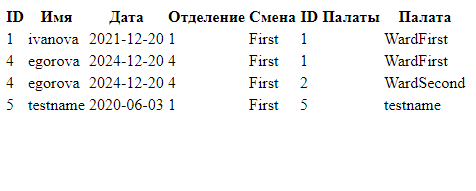 ID Имя Дата Отделение Смена ID Палаты Палата
1 ivanova 2021-12-20 1 First 1 WardFirst
4 egorova 2024-12-20 4 First 1 WardFirst
4 egorova 2024-12-20 4 First 2 WardSecond
5 testname 2020-06-03 1 First 5 testname